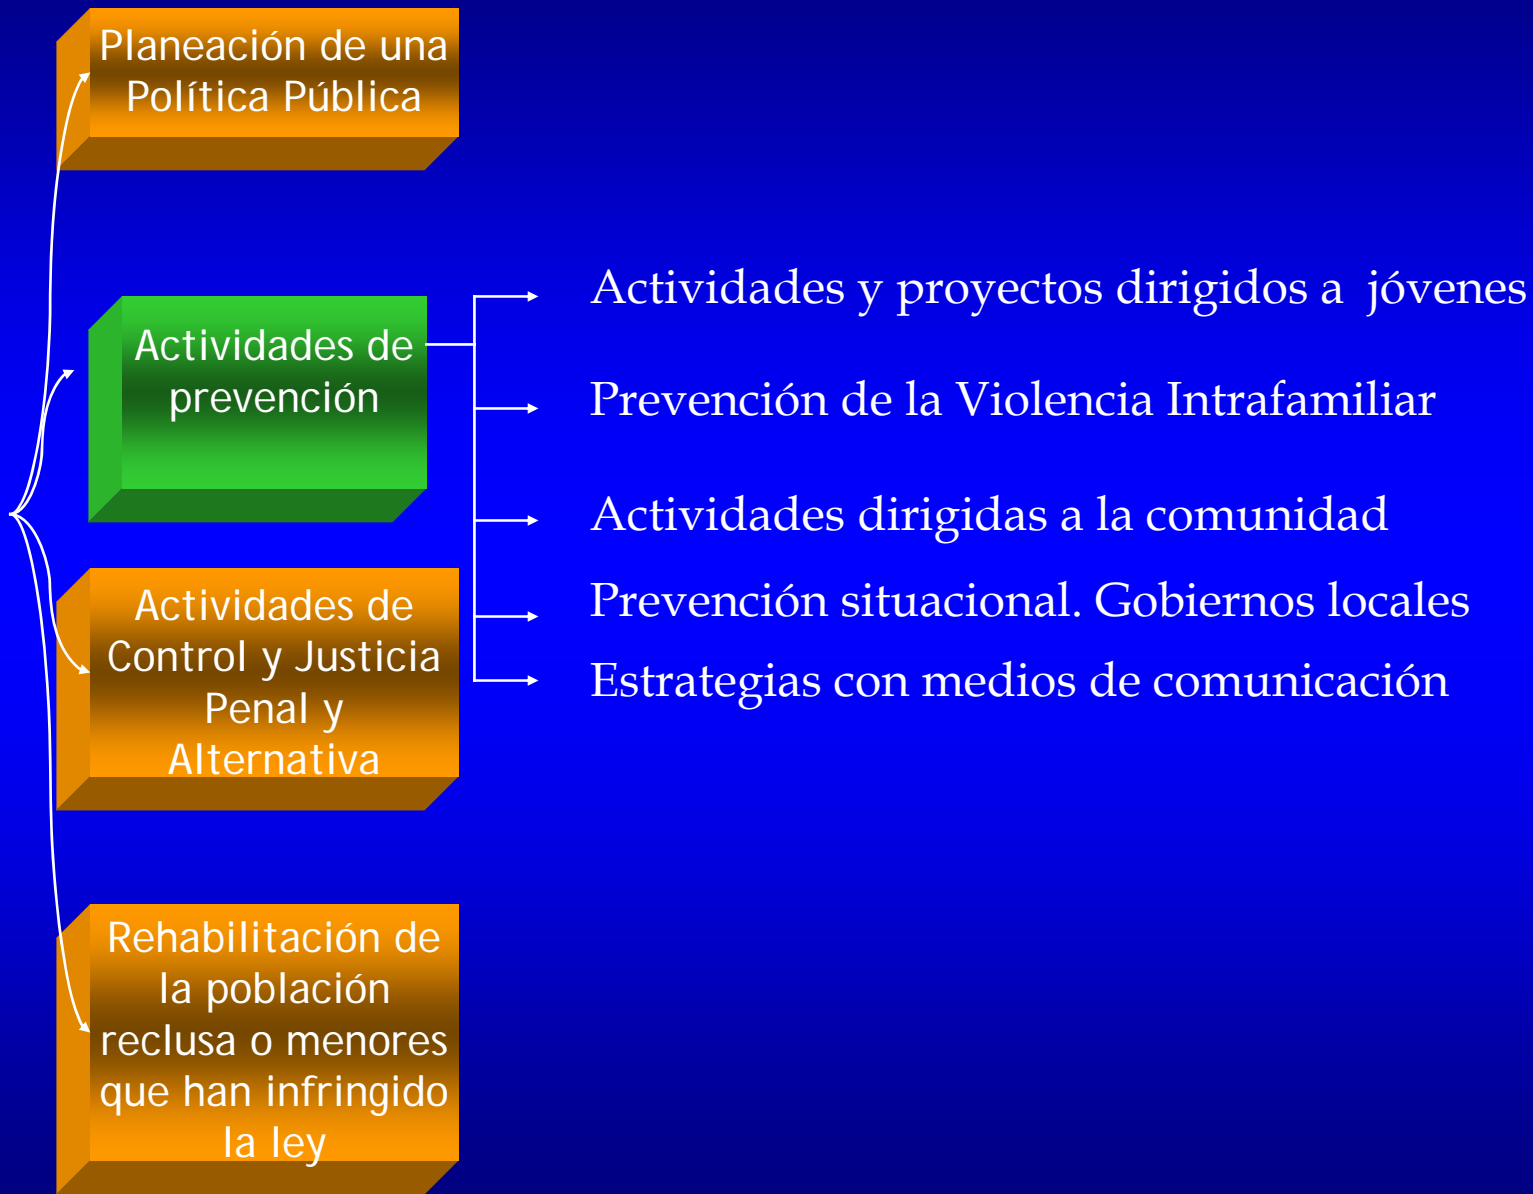 Planeación de una
Política Pública
Actividades de
prevención
Actividades y proyectos dirigidos a jóvenes
Prevención de la Violencia Intrafamiliar
Actividades dirigidas a la comunidad
Prevención situacional. Gobiernos locales
Estrategias con medios de comunicación
Actividades de
Control y Justicia
Penal y
Alternativa
Rehabilitación de
la población
reclusa o menores
que han infringido
la ley